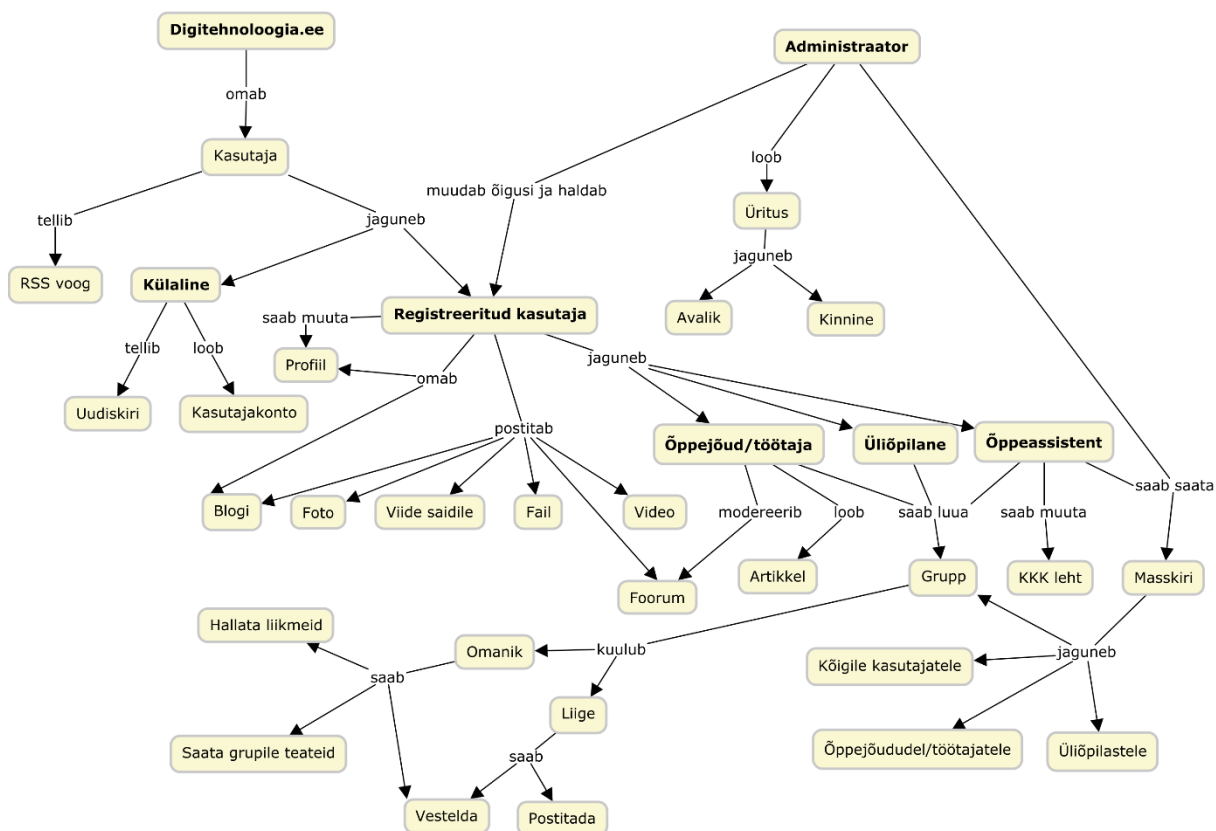 Digitehnoloogia.ee
Administraator
omab
Kasutaja
loob
muudab õigusi ja haldab
tellib
jaguneb
Üritus
jaguneb
RSS voog
Külaline
Registreeritud kasutaja
Avalik
Kinnine
saab muuta
tellib
loob
Profiil
omab
jaguneb
Uudiskiri
Kasutajakonto
postitab
Õppejõud/töötaja
Üliõpilane
Õppeassistent
saab saata
Blogi
Foto
Viide saidile
Fail
Video
modereerib
loob
saab luua
saab muuta
Foorum
Artikkel
Grupp
KKK leht
Masskiri
Hallata liikmeid
Omanik
kuulub
jaguneb
Kõigile kasutajatele
saab
Liige
Saata grupile teateid
Õppejõududel/töötajatele
Üliõpilastele
saab
Vestelda
Postitada